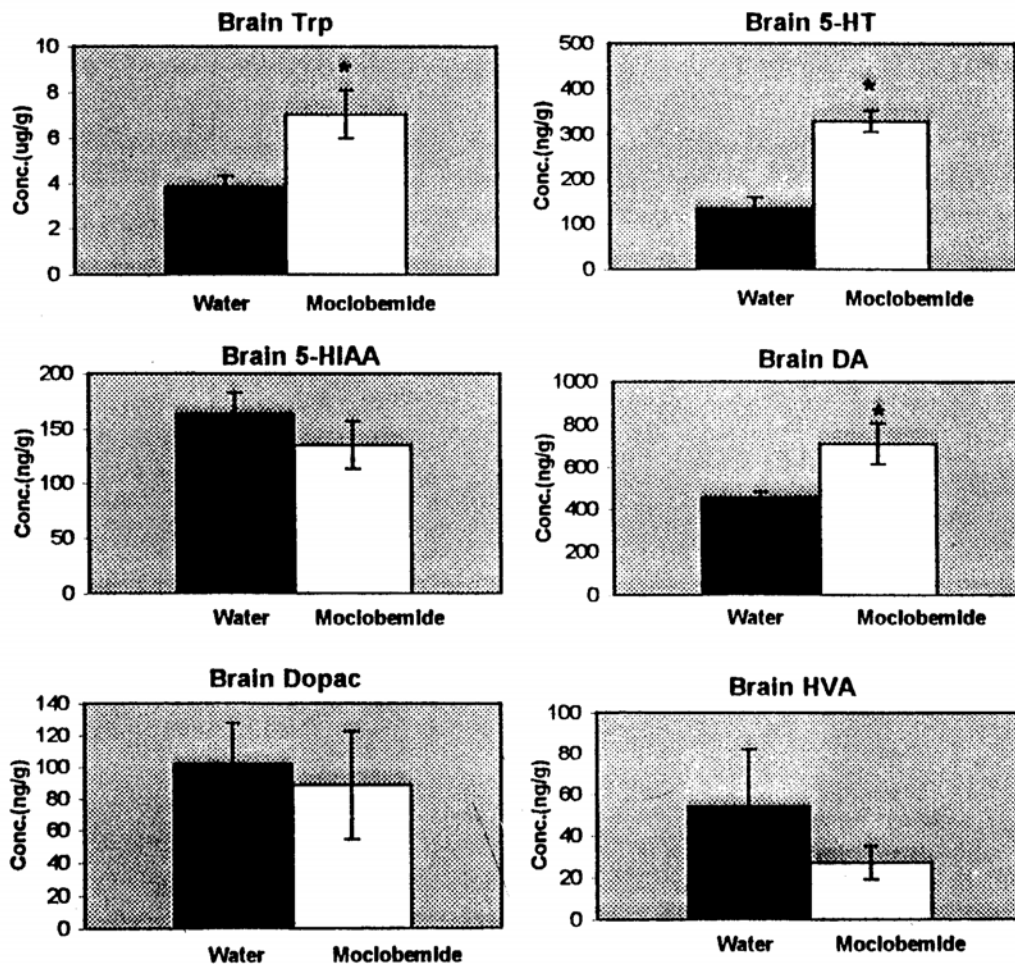 Brain Trp
Conc.(ug/g)
10
8
6
4
2
0
*
Water Moclobemide
Brain 5-HT
Conc.(ng/g)
500
400
300
200
100
0
*
Water Moclobemide
Brain 5-HIAA
Conc.(ng/g)
200
150
100
50
0
Water Moclobemide
Brain DA
Conc.(ng/g)
1000
800
600
400
200
0
*
Water Moclobemide
Brain Dopac
Conc.(ng/g)
140
120
100
80
60
40
20
0
Water Moclobemide
Brain HVA
Conc.(ng/g)
100
80
60
40
20
0
Water Moclobemide